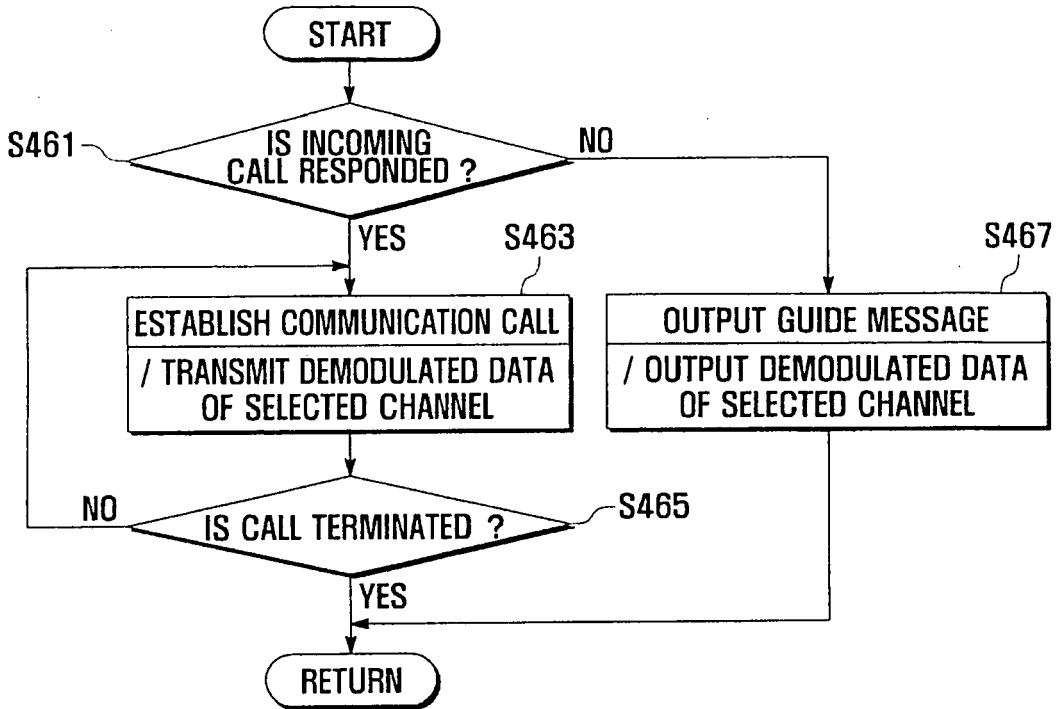 START
S461
IS INCOMING
CALL RESPONDED ?
NO
YES
S463
S467
ESTABLISH COMMUNICATION CALL
/ TRANSMIT DEMODULATED DATA
OF SELECTED CHANNEL
OUTPUT GUIDE MESSAGE
/ OUTPUT DEMODULATED DATA
OF SELECTED CHANNEL
NO
IS CALL TERMINATED ?
S465
YES
RETURN